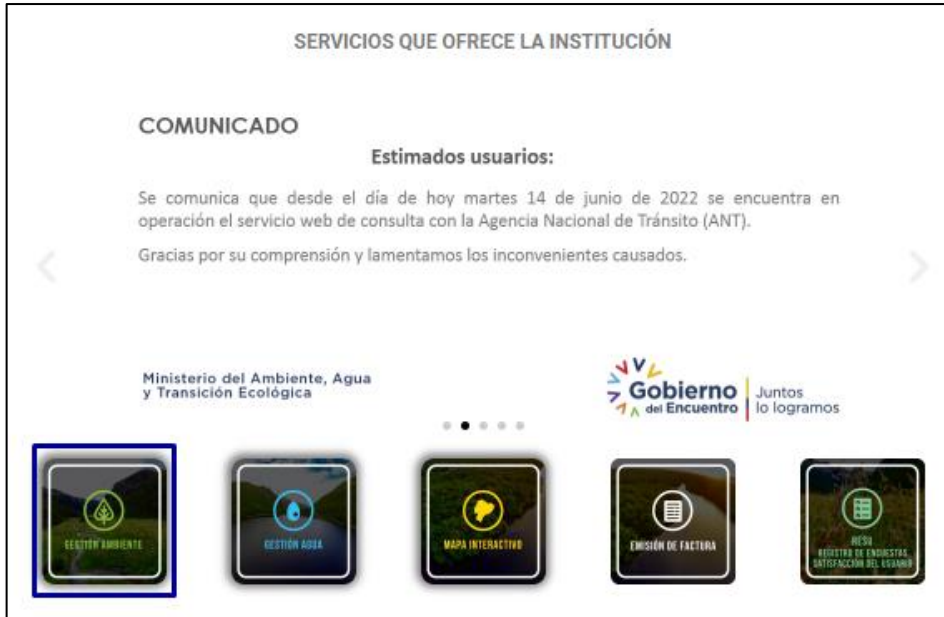 SERVICIOS QUE OFRECE LA INSTITUCIÓN
COMUNICADO
Estimados usuarios:
Se comunica que desde el día de hoy martes 14 de junio de 2022 se encuentra en
operación el servicio web de consulta con la Agencia Nacional de Tránsito (ANT).
Gracias por su comprensión y lamentamos los inconvenientes causados.
Ministerio del Ambiente, Agua
y Transición Ecológica
Gobierno
del Encuentro
Juntos
lo logramos
GESTIÓN AMBIENTE
GESTIÓN AGUA
MAPA INTERACTIVO
EMISIÓN DE FACTURA
RESU
REGISTRO DE ENCUESTAS
SATISFACCIÓN DEL USUARIO